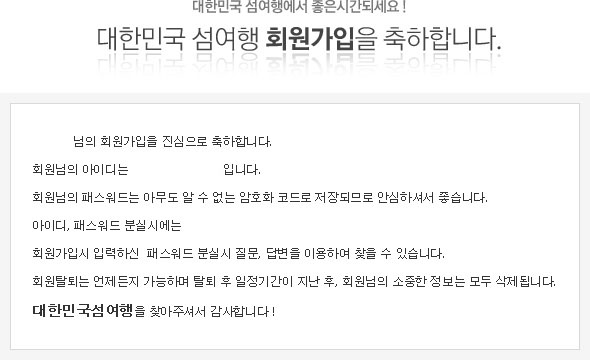 대한민국 섬여행에서 좋은시간되세요 !
대한민국 섬여행 회원가입을 축하합니다.
님의 회원가입을 진심으로 축하합니다.
회원님의 아이디는 입니다.
회원님의 패스워드는 아무도 알 수 없는 암호화 코드로 저장되므로 안심하셔서 좋습니다.
아이디, 패스워드 분실시에는
회원가입시 입력하신 패스워드 분실시 질문, 답변을 이용하여 찾을 수 있습니다.
회원탈퇴는 언제든지 가능하며 탈퇴 후 일정기간이 지난 후, 회원님의 소중한 정보는 모두 삭제됩니다.
대한민국섬여행을 찾아주셔서 감사합니다 !